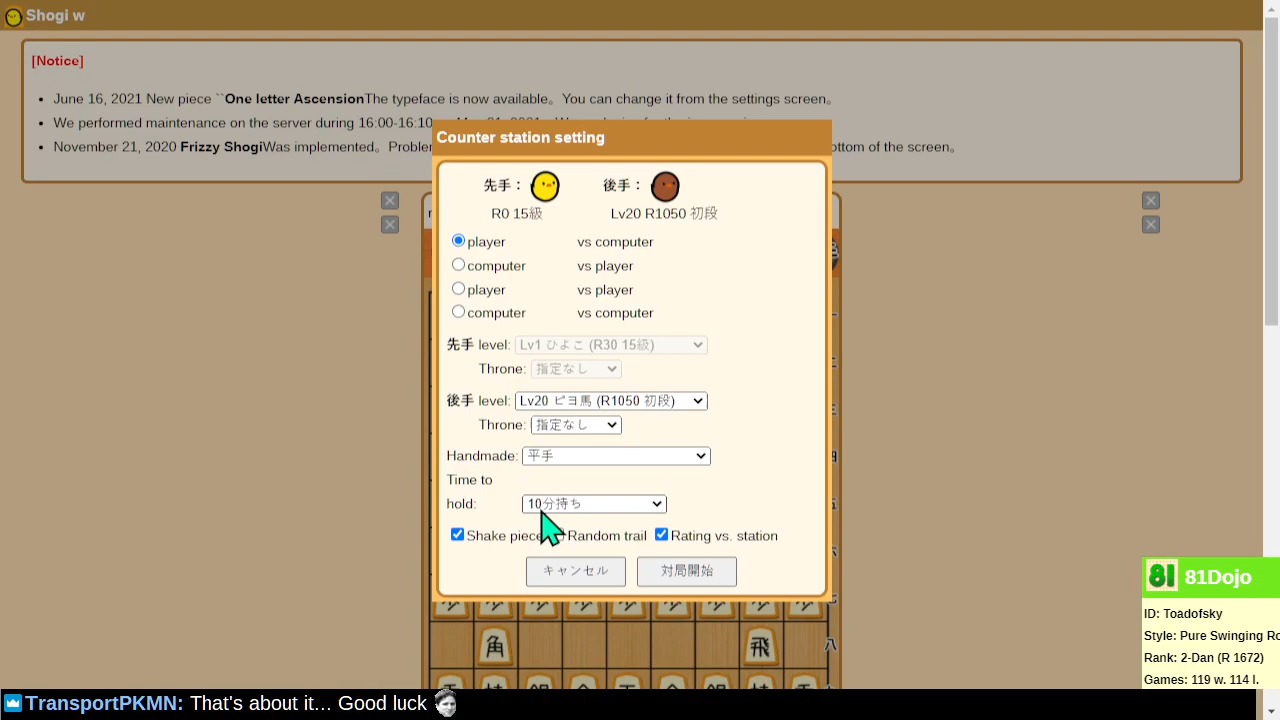 Shogi w
[Notice]
June 16, 2021 New piece ``One letter AscensionThe typeface is now available。You can change it from the settings screen。
We performed maintenance on the server during 16:00-16:10
November 21, 2020 Frizzy ShogiWas implemented。Problem
ottom of the screen。
Counter station setting
先手： 後手：
R0 15級 Lv20 R1050 初段
player vs computer
computer vs player
player vs player
computer vs computer
先手 level: Lv1 ひよこ (R30 15級)
Throne: 指定なし
後手 level: Lv20 ピヨ馬 (R1050 初段)
Throne: 指定なし
Handmade: 平手
Time to
hold: 10分持ち
Shake piece Random trail Rating vs. station
キャンセル 対局開始
角 飛 八
81 81Dojo
ID: Toadofsky
Style: Pure Swinging Ro
Rank: 2-Dan (R 1672)
Games: 119 w. 114 l.
TransportPKMN: That's about it... Good luck